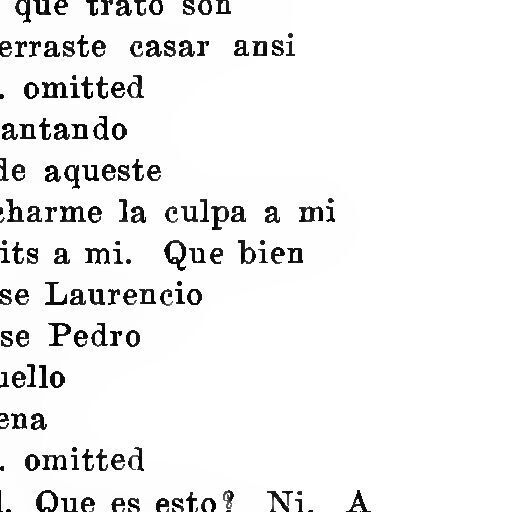 que trato son
erraste casar ansi
. omitted
antando
de aqueste
charme la culpa a mi
its a mi. Que bien
se Laurencio
se Pedro
uello
ena
. omitted
. Que es esto? Ni. A